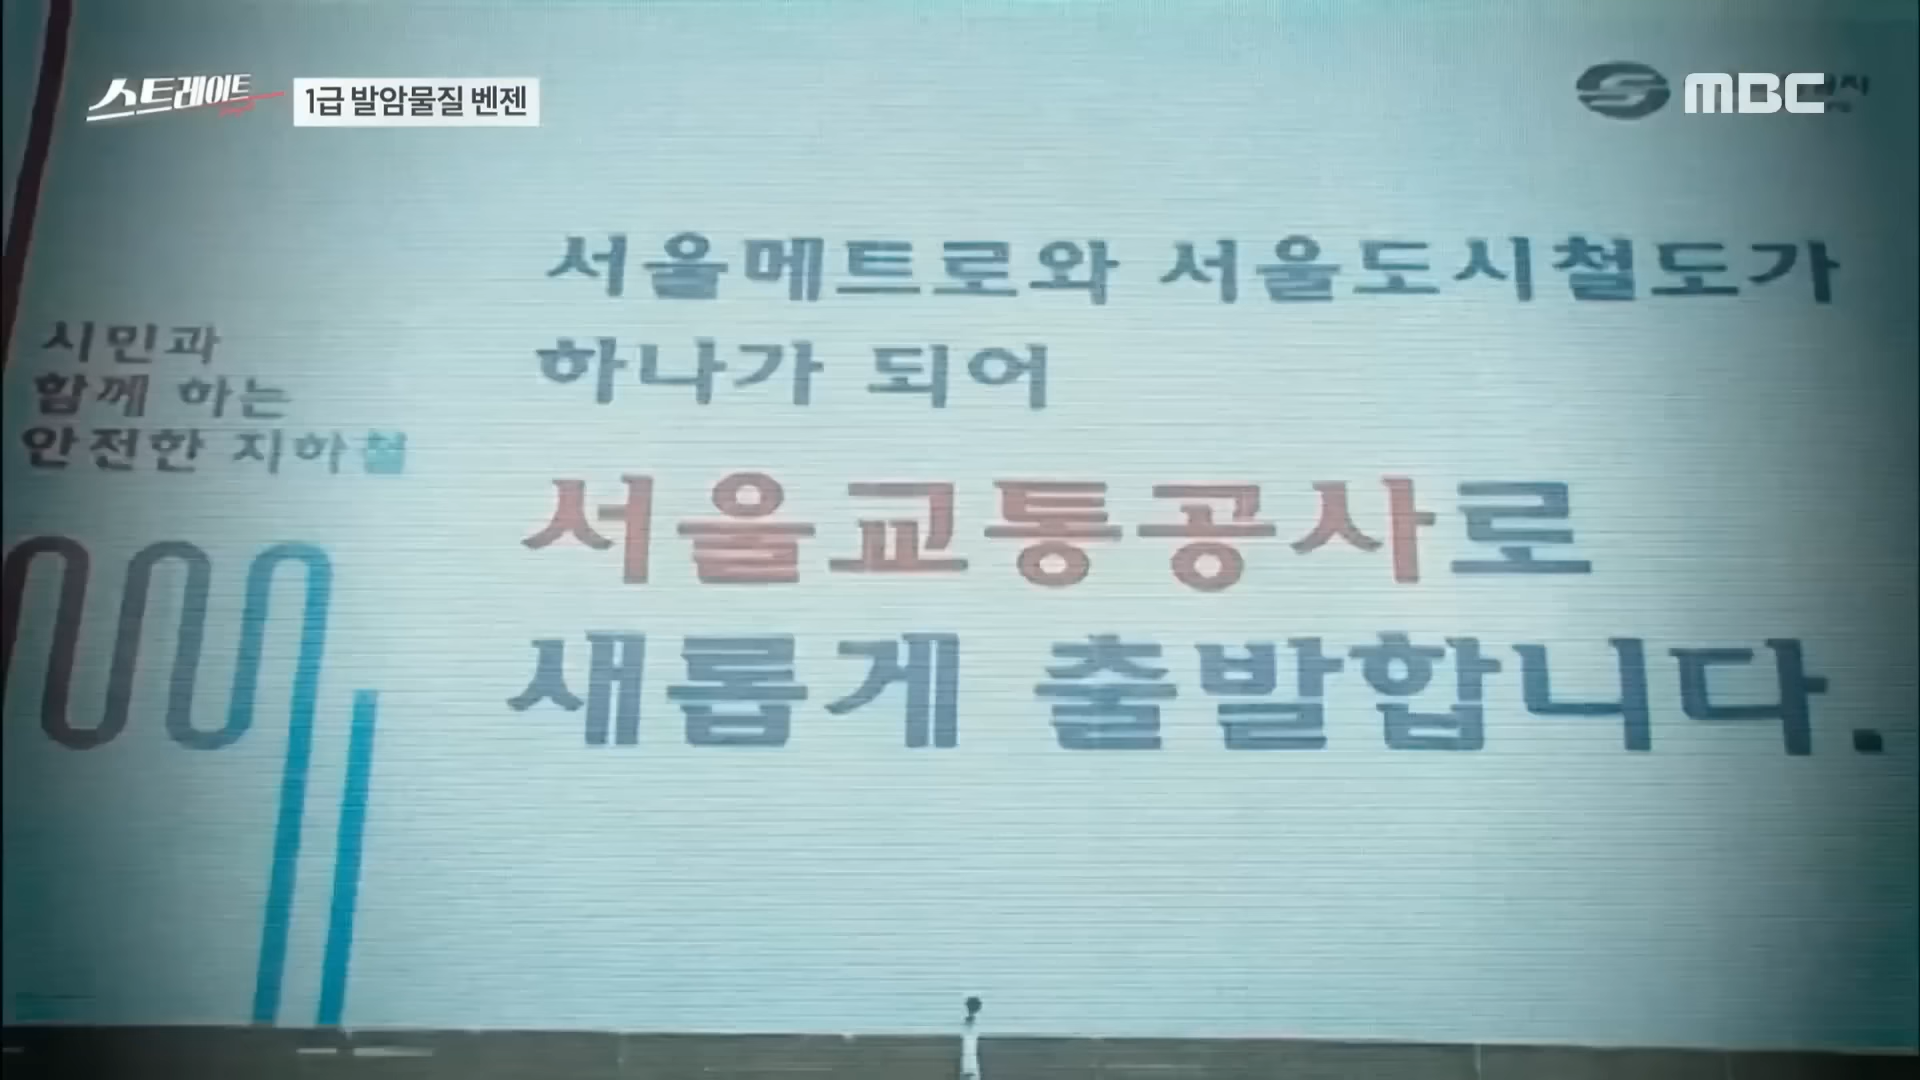 스트레이트
1급 발암물질 벤젠
MBC
서울메트로와 서울도시철도가
하나가 되어
서울교통공사로
새롭게 출발합니다.
시민과
함께 하는
안전한 지하철